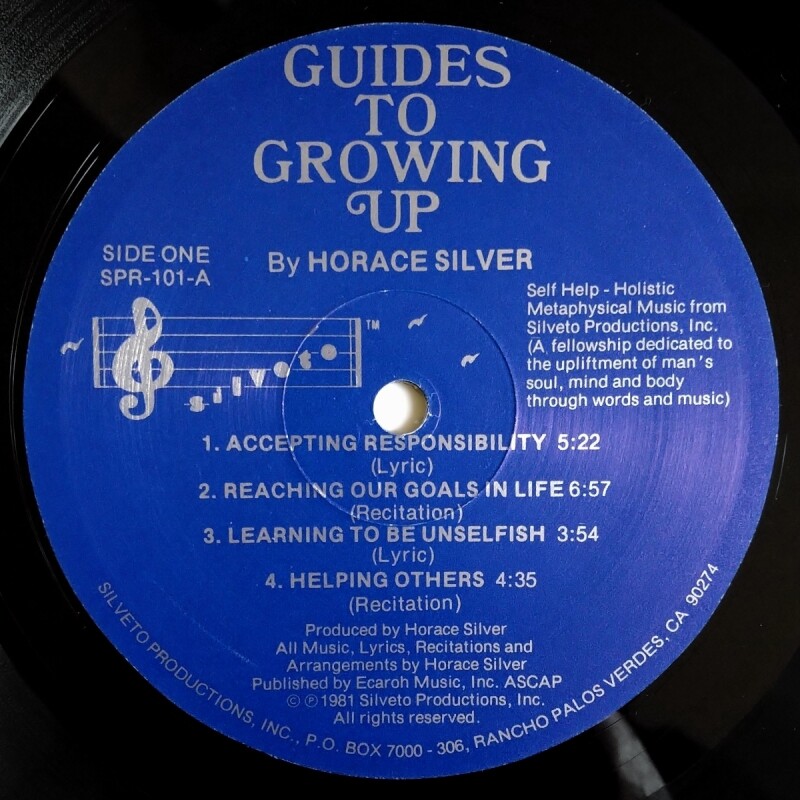 GUIDES
TO
GROWING
UP
SIDE ONE
SPR-101-A
By HORACE SILVER
Self Help - Holistic
Metaphysical Music from
Silveto Productions, Inc.
(A fellowship dedicated to
the upliftment of man's
soul, mind and body
through words and music)
silveto
TM
1. ACCEPTING RESPONSIBILITY 5:22
(Lyric)
2. REACHING OUR GOALS IN LIFE 6:57
(Recitation)
3. LEARNING TO BE UNSELFISH 3:54
(Lyric)
4. HELPING OTHERS 4:35
(Recitation)
Produced by Horace Silver
All Music, Lyrics, Recitations and
Arrangements by Horace Silver
Published by Ecaroh Music, Inc. ASCAP
© ℗ 1981 Silveto Productions, Inc.
All rights reserved.
SILVETO PRODUCTIONS, INC., P.O. BOX 7000 - 306, RANCHO PALOS VERDES, CA 90274